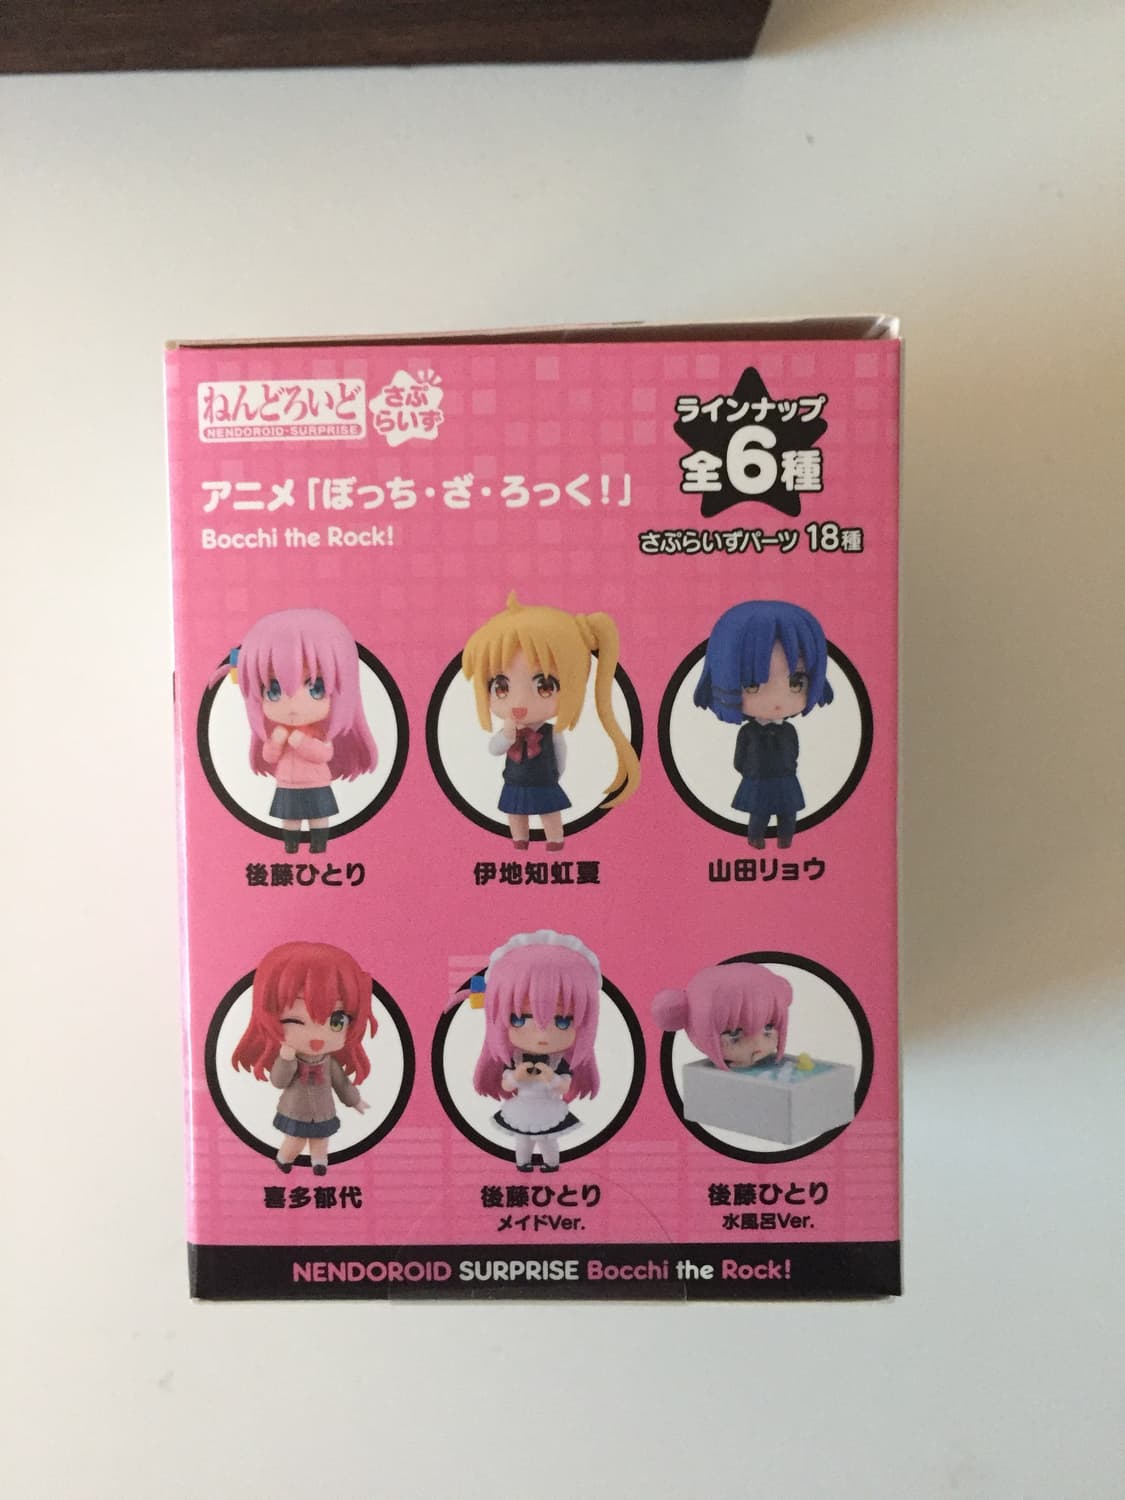 ねんどろいど
NENDOROID-SURPRISE
さぷ
らいず
ラインナップ
全6種
アニメ「ぼっち・ざ・ろっく！」
Bocchi the Rock!
さぷらいずパーツ 18種
後藤ひとり
伊地知虹夏
山田リョウ
喜多郁代
後藤ひとり
メイドVer.
後藤ひとり
水風呂Ver.
NENDOROID SURPRISE Bocchi the Rock!